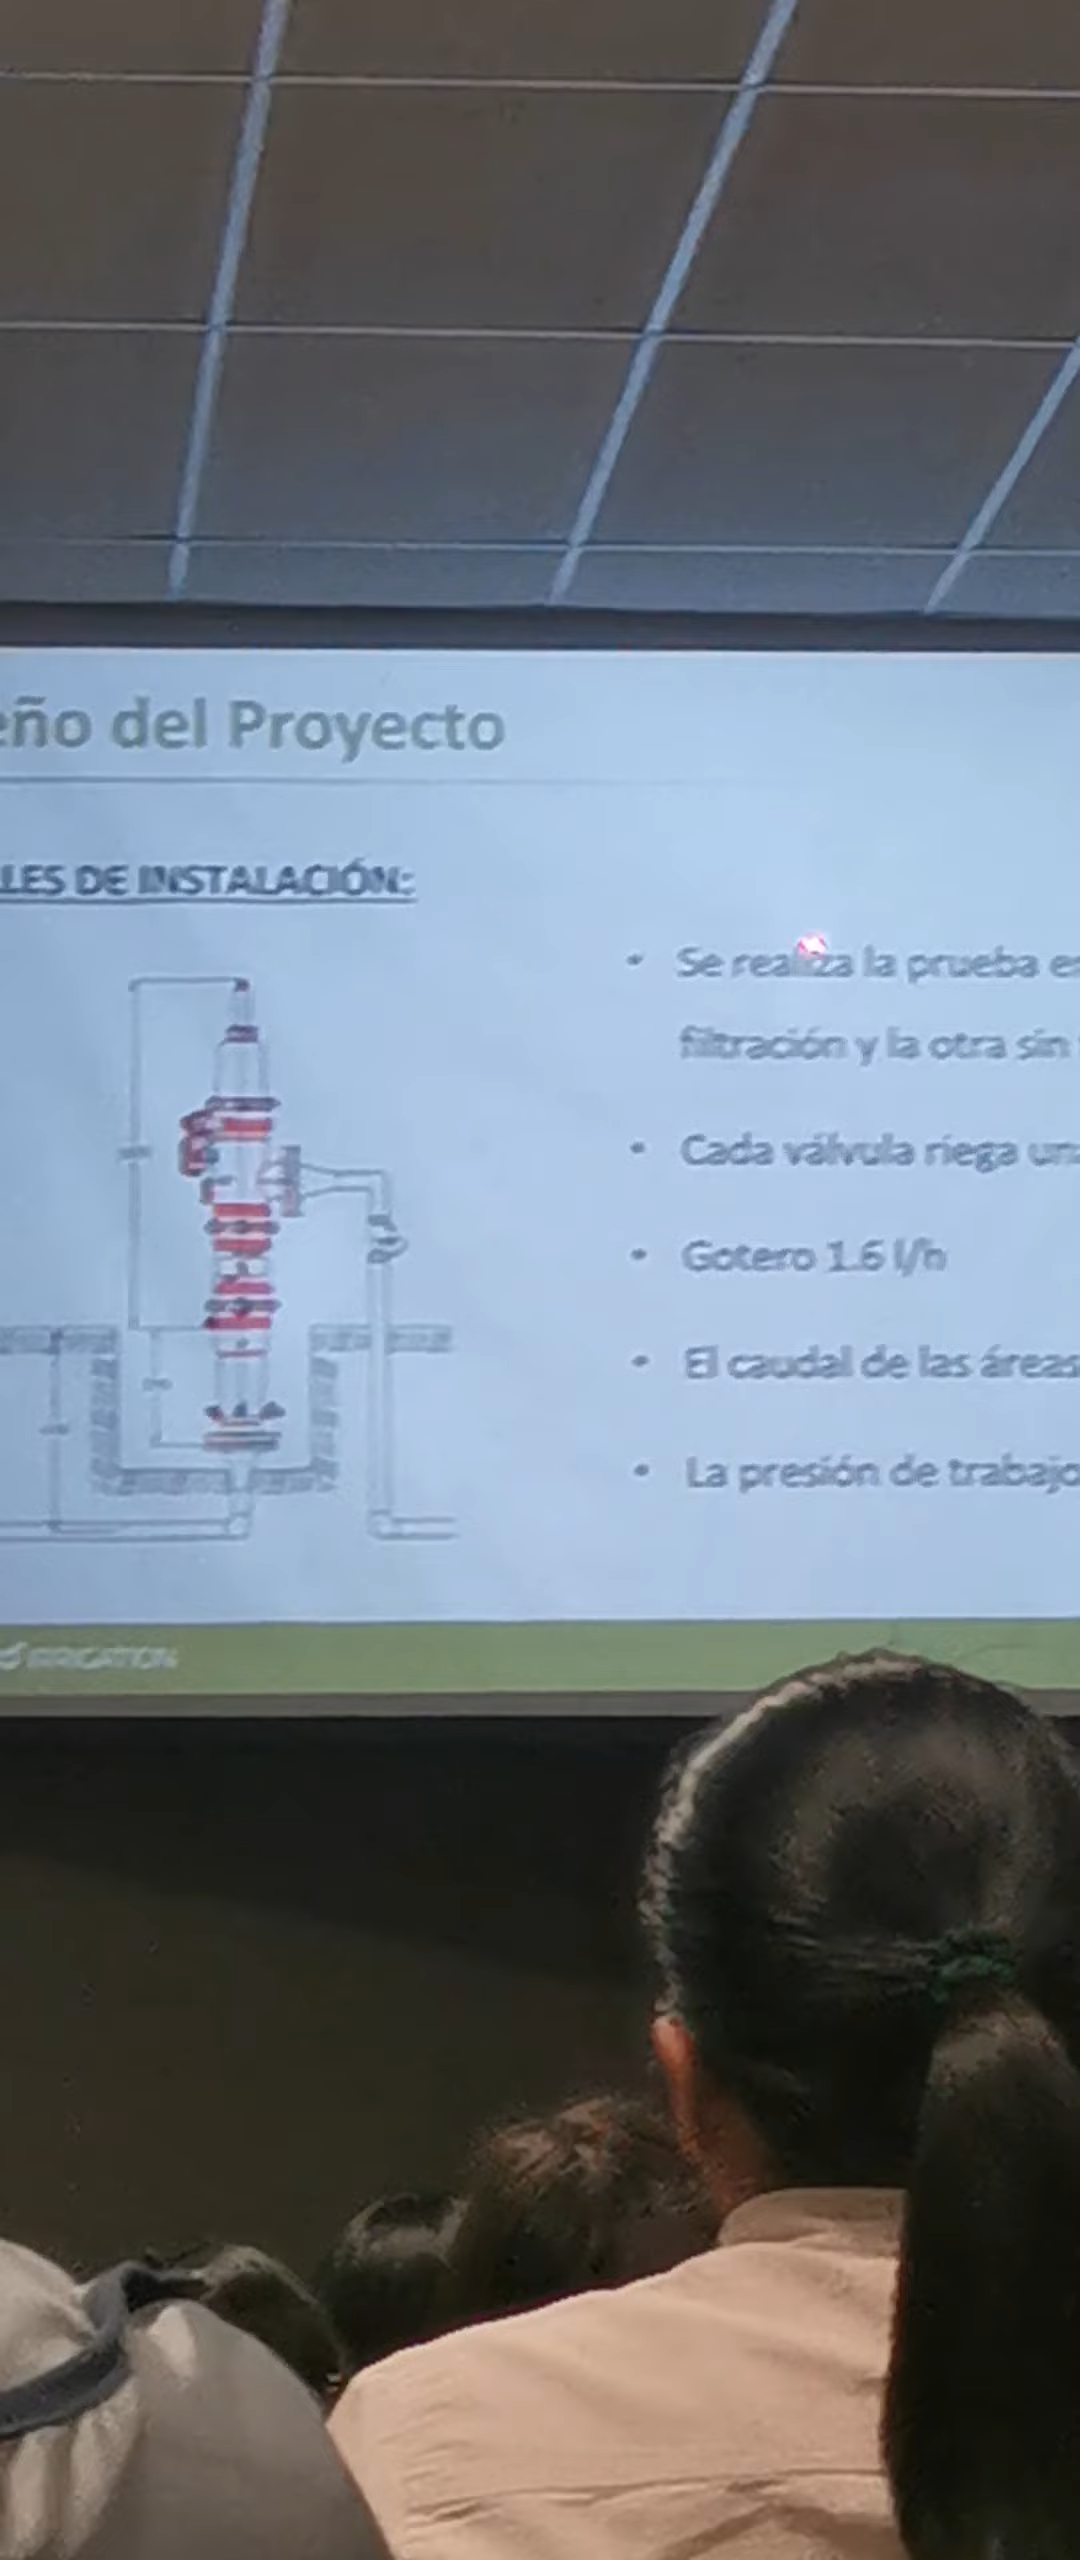 eño del Proyecto
LES DE INSTALACIÓN:
• Se realiza la prueba e
filtración y la otra sin
• Cada válvula riega un
• Gotero 1.6 l/h
• El caudal de las áreas
• La presión de trabajo
IRRIGATION